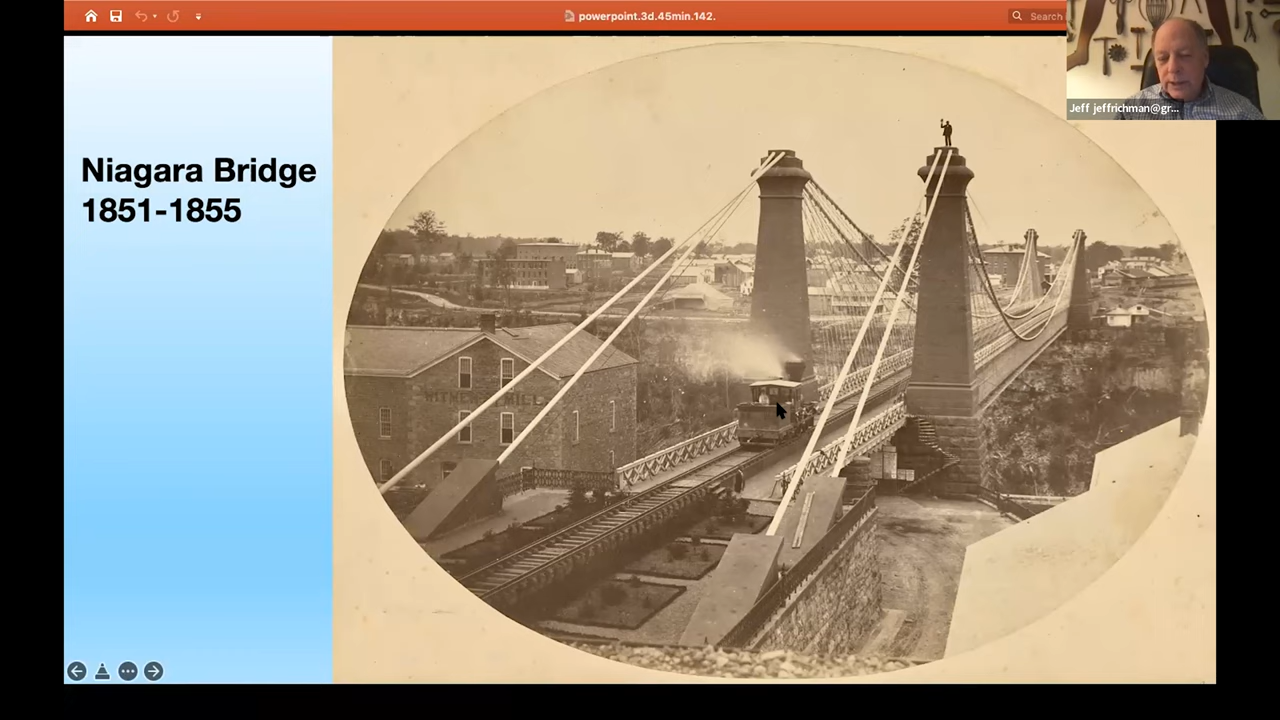 powerpoint.3d.45min.142.
Search
Jeff jeffrichman@gr...
Niagara Bridge
1851-1855